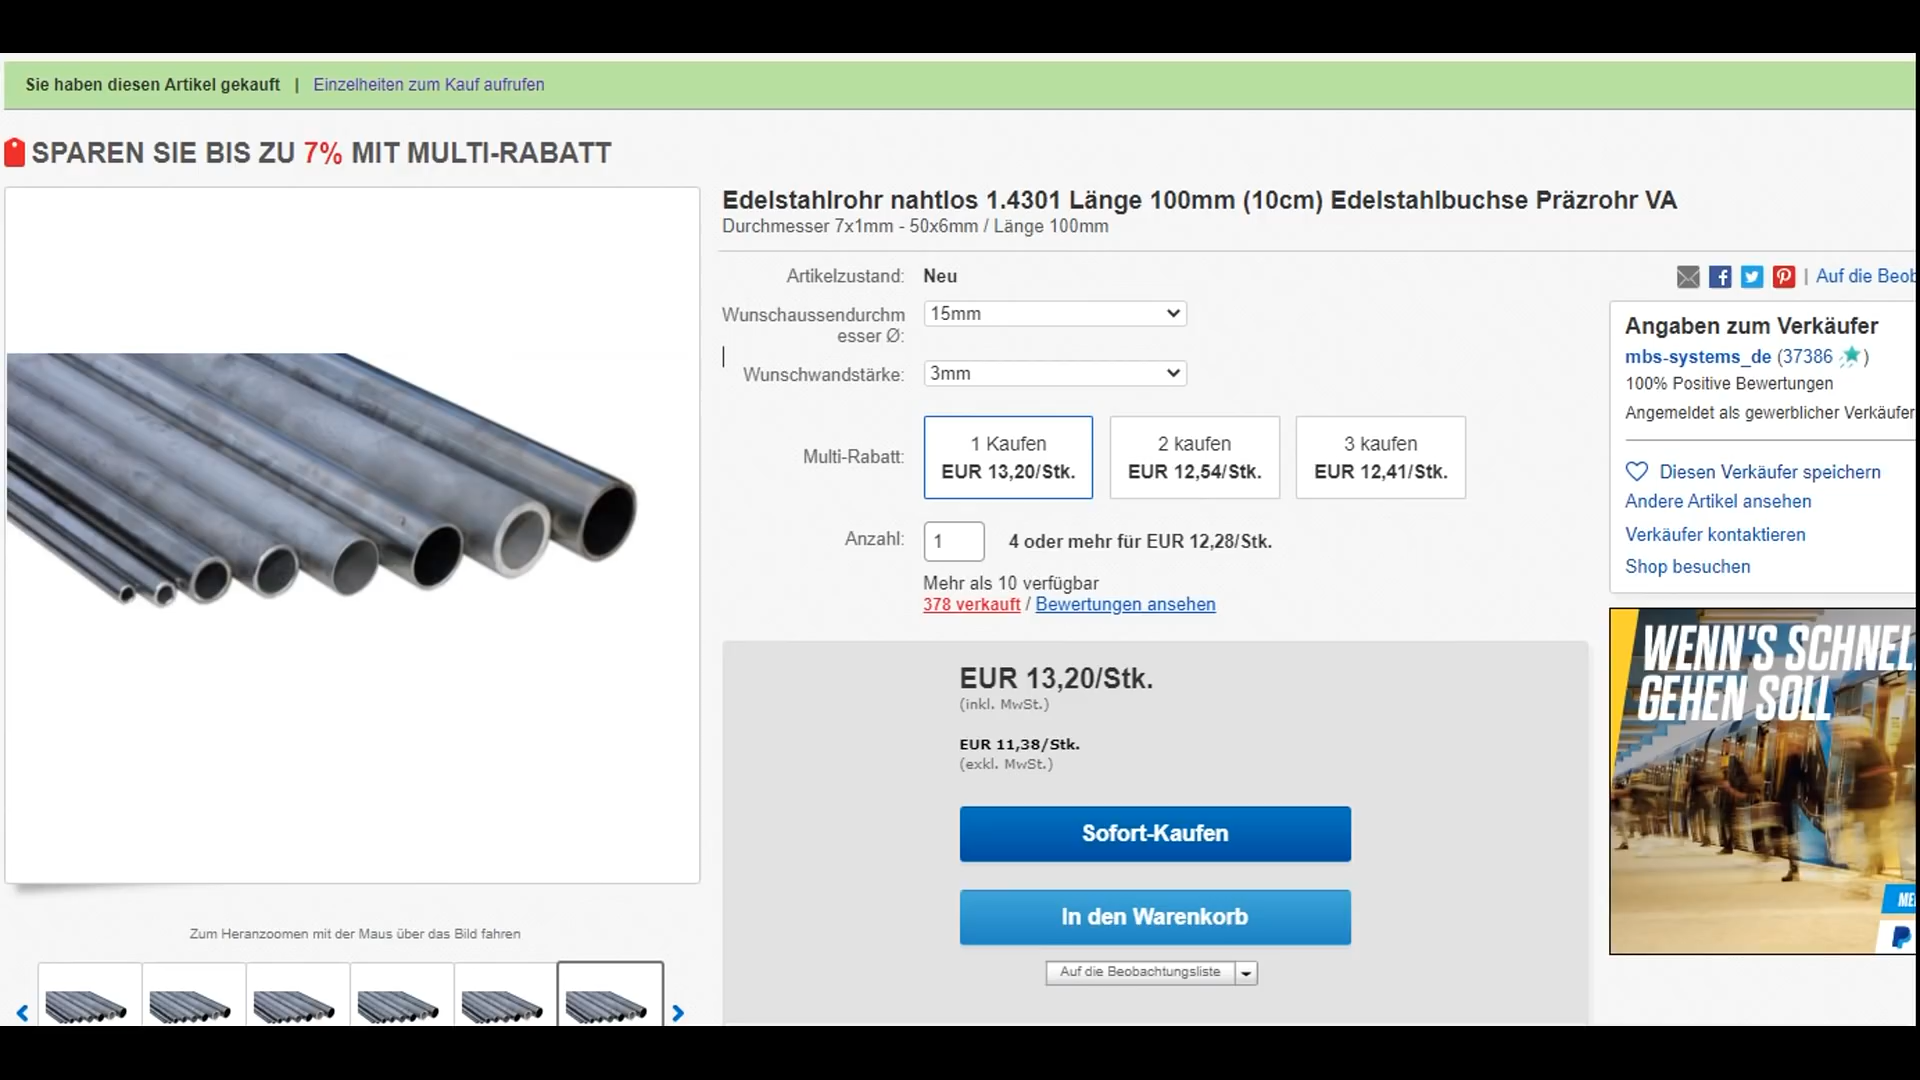 Sie haben diesen Artikel gekauft | Einzelheiten zum Kauf aufrufen
SPAREN SIE BIS ZU 7% MIT MULTI-RABATT
Edelstahlrohr nahtlos 1.4301 Länge 100mm (10cm) Edelstahlbuchse Präzrohr VA
Durchmesser 7x1mm - 50x6mm / Länge 100mm
Artikelzustand: Neu
Wunschaussendurchm
esser Ø:
15mm
Wunschwandstärke: 3mm
Multi-Rabatt:
1 Kaufen
EUR 13,20/Stk.
2 kaufen
EUR 12,54/Stk.
3 kaufen
EUR 12,41/Stk.
Anzahl: 1 4 oder mehr für EUR 12,28/Stk.
Mehr als 10 verfügbar
378 verkauft / Bewertungen ansehen
EUR 13,20/Stk.
(inkl. MwSt.)
EUR 11,38/Stk.
(exkl. MwSt.)
Sofort-Kaufen
In den Warenkorb
Auf die Beobachtungsliste
Zum Heranzoomen mit der Maus über das Bild fahren
| Auf die Beob
Angaben zum Verkäufer
mbs-systems_de (37386)
100% Positive Bewertungen
Angemeldet als gewerblicher Verkäufer
Diesen Verkäufer speichern
Andere Artikel ansehen
Verkäufer kontaktieren
Shop besuchen
WENN'S SCHNEL
GEHEN SOLL
ME